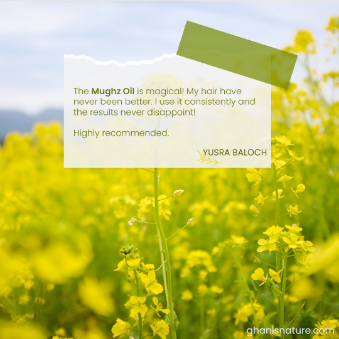 The Mughz Oil is magical! My hair have
never been better. I use it consistently and
the results never disappoint!
Highly recommended.
YUSRA BALOCH
ahanisnature.com